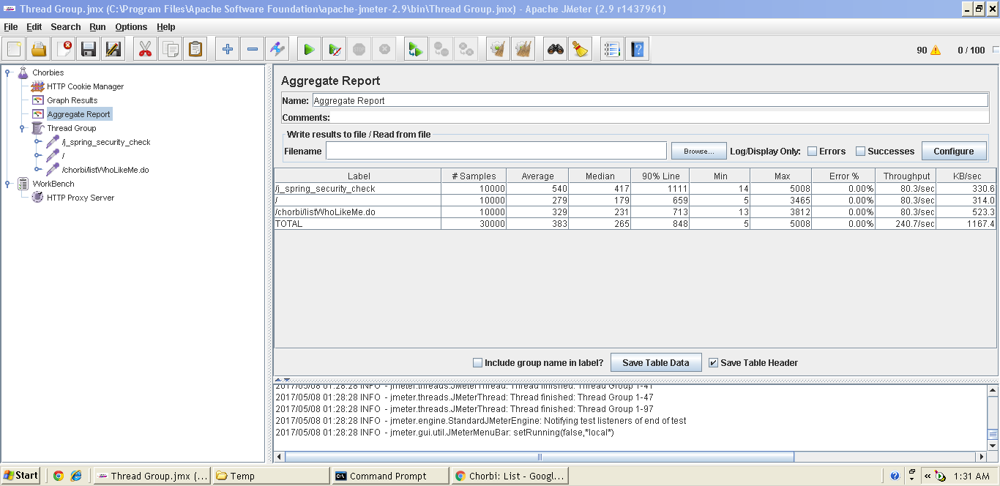 Thread Group.jmx (C:\Program Files\Apache Software Foundation\apache-jmeter-2.9\bin\Thread Group.jmx) - Apache JMeter (2.9 r1437961)
File Edit Search Run Options Help
90 0 / 100
Chorbies
HTTP Cookie Manager
Graph Results
Aggregate Report
Thread Group
/j_spring_security_check
/
/chorbi/listWhoLikeMe.do
WorkBench
HTTP Proxy Server
Aggregate Report
Name: Aggregate Report
Comments:
Write results to file / Read from file
Filename Browse... Log/Display Only: Errors Successes Configure
Label # Samples Average Median 90% Line Min Max Error % Throughput KB/sec
/j_spring_security_check 10000 540 417 1111 14 5008 0.00% 80.3/sec 330.6
/ 10000 279 179 659 5 3465 0.00% 80.3/sec 314.0
/chorbi/listWhoLikeMe.do 10000 329 231 713 13 3812 0.00% 80.3/sec 523.3
TOTAL 30000 383 265 848 5 5008 0.00% 240.7/sec 1167.4
Include group name in label? Save Table Data Save Table Header
2017/05/08 01:28:28 INFO - jmeter.threads.JMeterThread: Thread finished: Thread Group 1-41
2017/05/08 01:28:28 INFO - jmeter.threads.JMeterThread: Thread finished: Thread Group 1-47
2017/05/08 01:28:28 INFO - jmeter.threads.JMeterThread: Thread finished: Thread Group 1-97
2017/05/08 01:28:28 INFO - jmeter.engine.StandardJMeterEngine: Notifying test listeners of end of test
2017/05/08 01:28:28 INFO - jmeter.gui.util.JMeterMenuBar: setRunning(false,*local*)
Start Thread Group.jmx (... Temp Command Prompt Chorbi: List - Googl... 1:31 AM